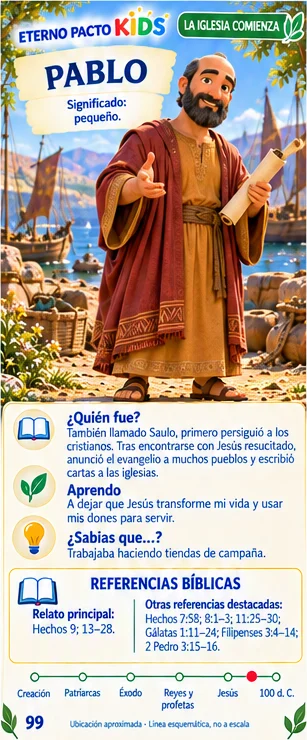 ETERNO PACTO KIDS
LA IGLESIA COMIENZA
PABLO
Significado:
pequeño.
¿Quién fue?
También llamado Saulo, primero persiguió a los
cristianos. Tras encontrarse con Jesús resucitado,
anunció el evangelio a muchos pueblos y escribió
cartas a las iglesias.
Aprendo
A dejar que Jesús transforme mi vida y usar
mis dones para servir.
¿Sabías que...?
Trabajaba haciendo tiendas de campaña.
REFERENCIAS BÍBLICAS
Relato principal:
Hechos 9; 13–28.
Otras referencias destacadas:
Hechos 7:58; 8:1–3; 11:25–30;
Gálatas 1:11–24; Filipenses 3:4–14;
2 Pedro 3:15–16.
Creación
Patriarcas
Éxodo
Reyes y
profetas
Jesús
100 d. C.
99
Ubicación aproximada - Línea esquemática, no a escala